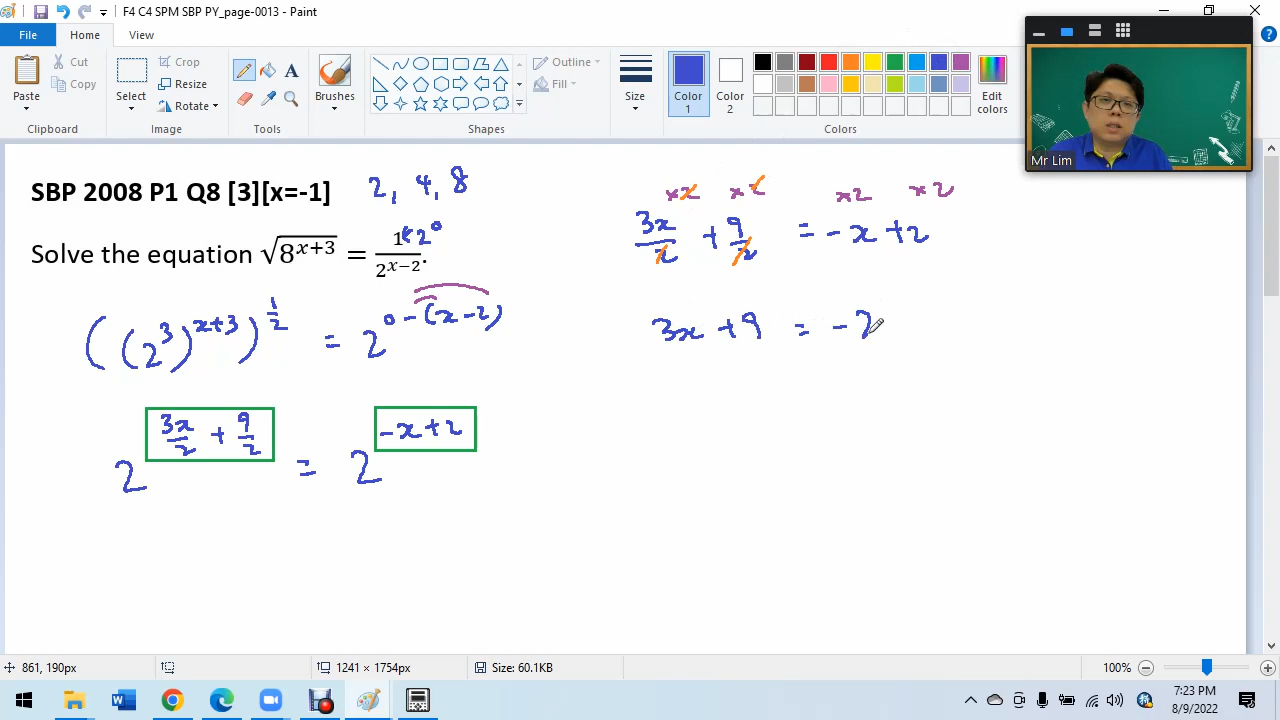 F4 C4 SPM SBP PY_page-0013 - Paint
File Home View
Paste Cut Copy Clipboard
Select Crop Resize Rotate Image
Tools
Brushes
Shapes
Outline Fill
Size
Color 1
Color 2
Edit colors
Colors
Mr Lim
SBP 2008 P1 Q8 [3][x=-1] 2, 4, 8
Solve the equation √8^{x+3} = 1/2^{x−2}. ← 2^0
((2^3)^{x+3})^{1/2} = 2^{0-(x-2)}
2^{3x/2 + 9/2} = 2^{-x+2}
×2 ×2 ×2 ×2
3x/2 + 9/2 = -x + 2
3x + 9 = -2
861, 190px 1241 × 1754px Size: 60.1KB 100%
7:23 PM
8/9/2022